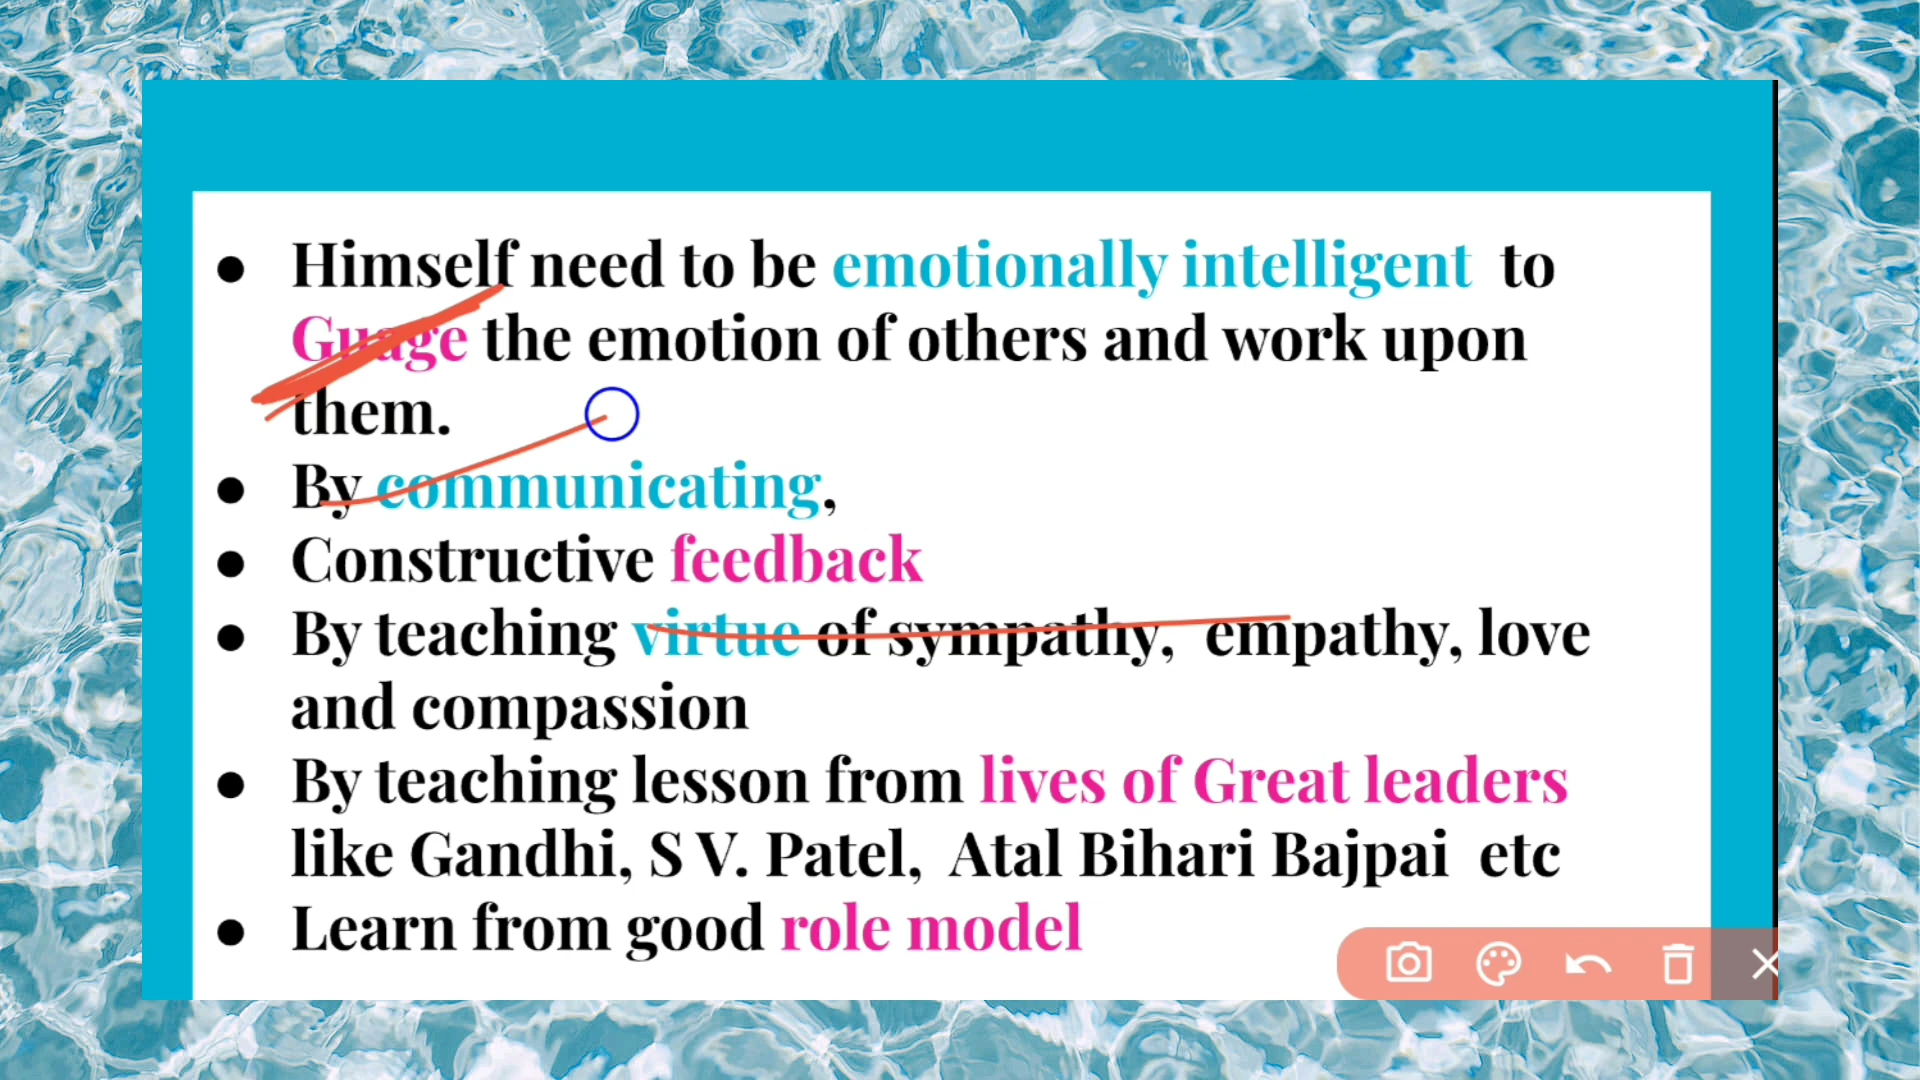 ● Himself need to be emotionally intelligent to
Guage the emotion of others and work upon
them.
● By communicating,
● Constructive feedback
● By teaching virtue of sympathy, empathy, love
and compassion
● By teaching lesson from lives of Great leaders
like Gandhi, S V. Patel, Atal Bihari Bajpai etc
● Learn from good role model